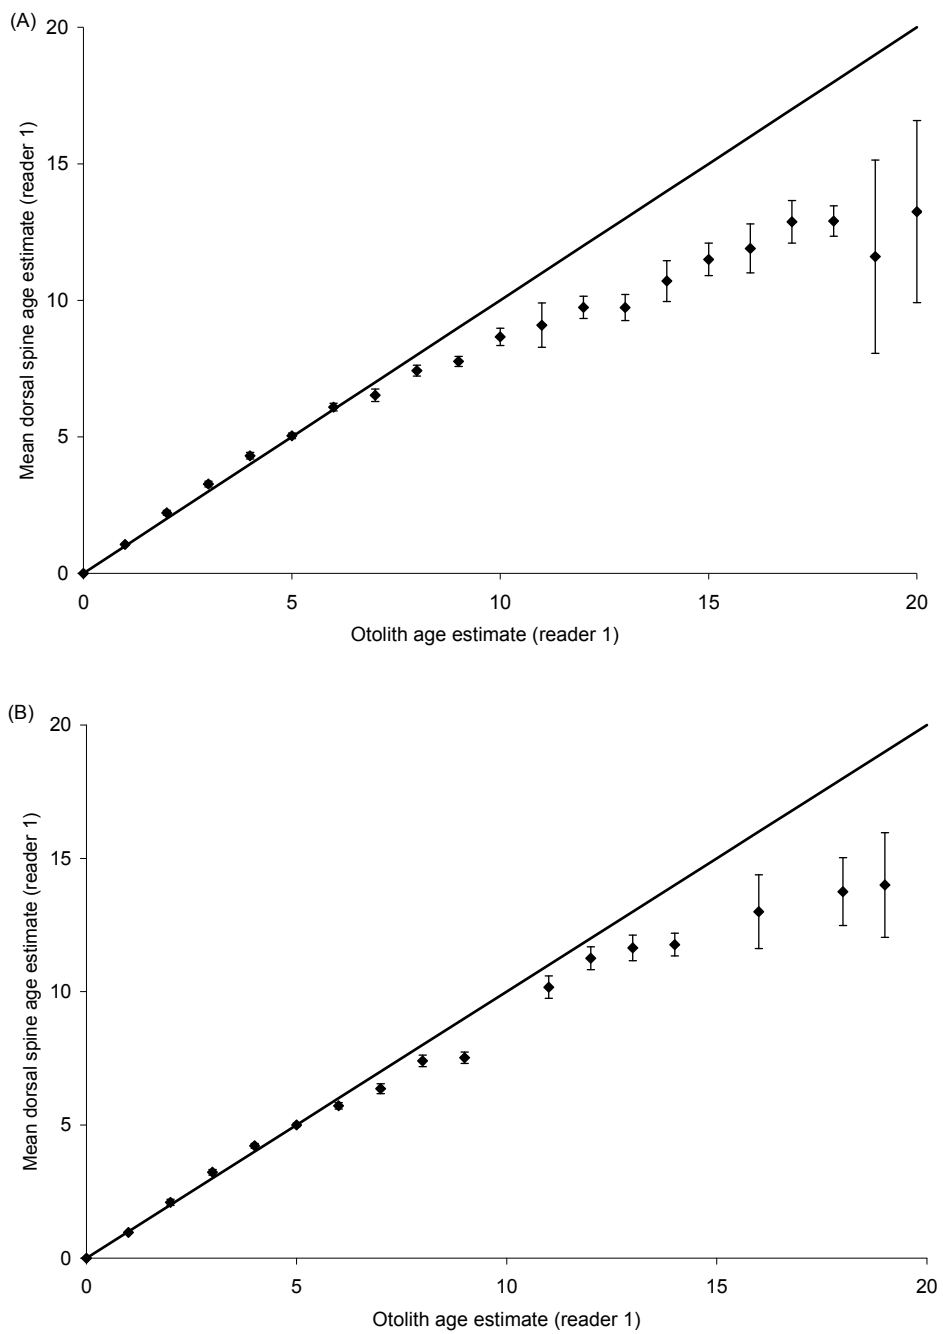 (A)
20
15
10
5
0
Mean dorsal spine age estimate (reader 1)
0 5 10 15 20
Otolith age estimate (reader 1)
(B)
20
15
10
5
0
Mean dorsal spine age estimate (reader 1)
0 5 10 15 20
Otolith age estimate (reader 1)